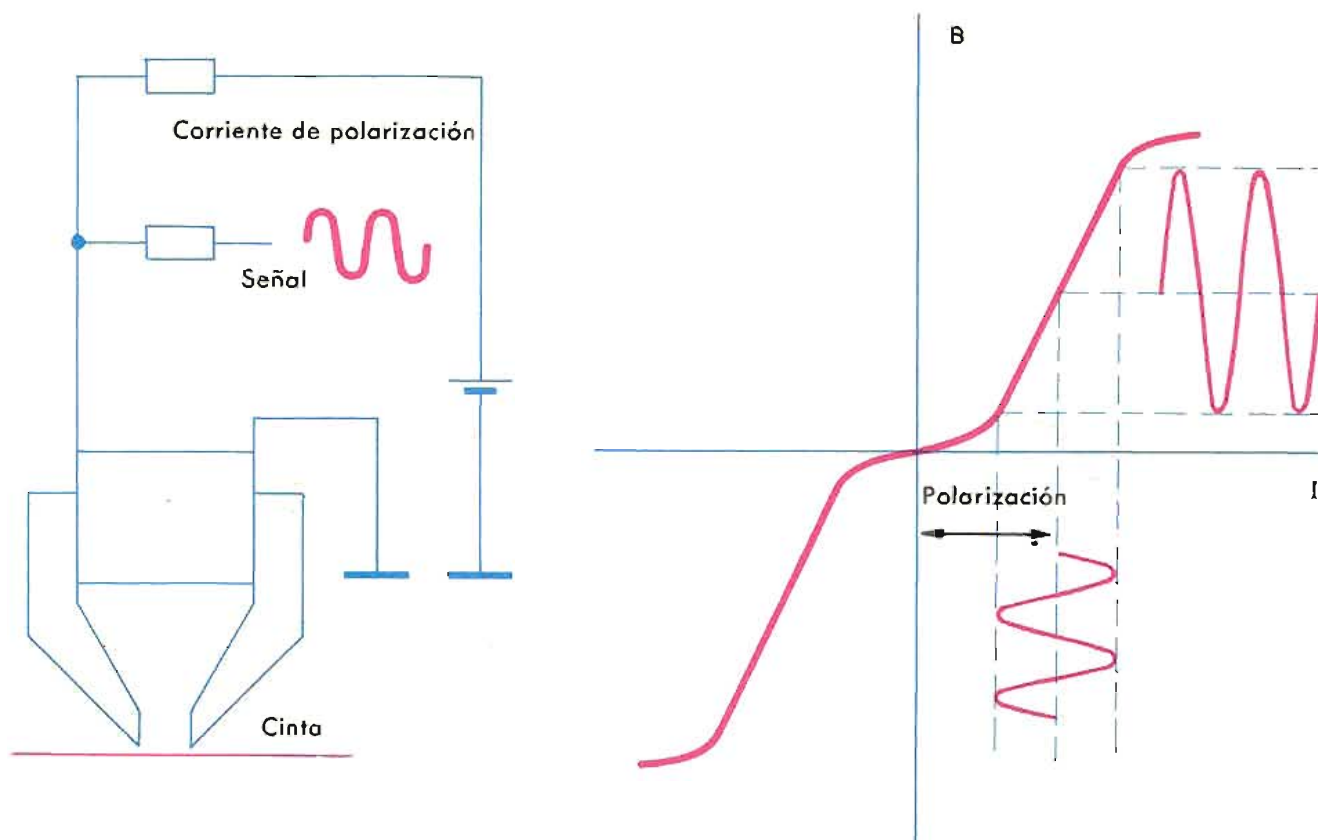 Corriente de polarización
Señal
Cinta
B
Polarización
I